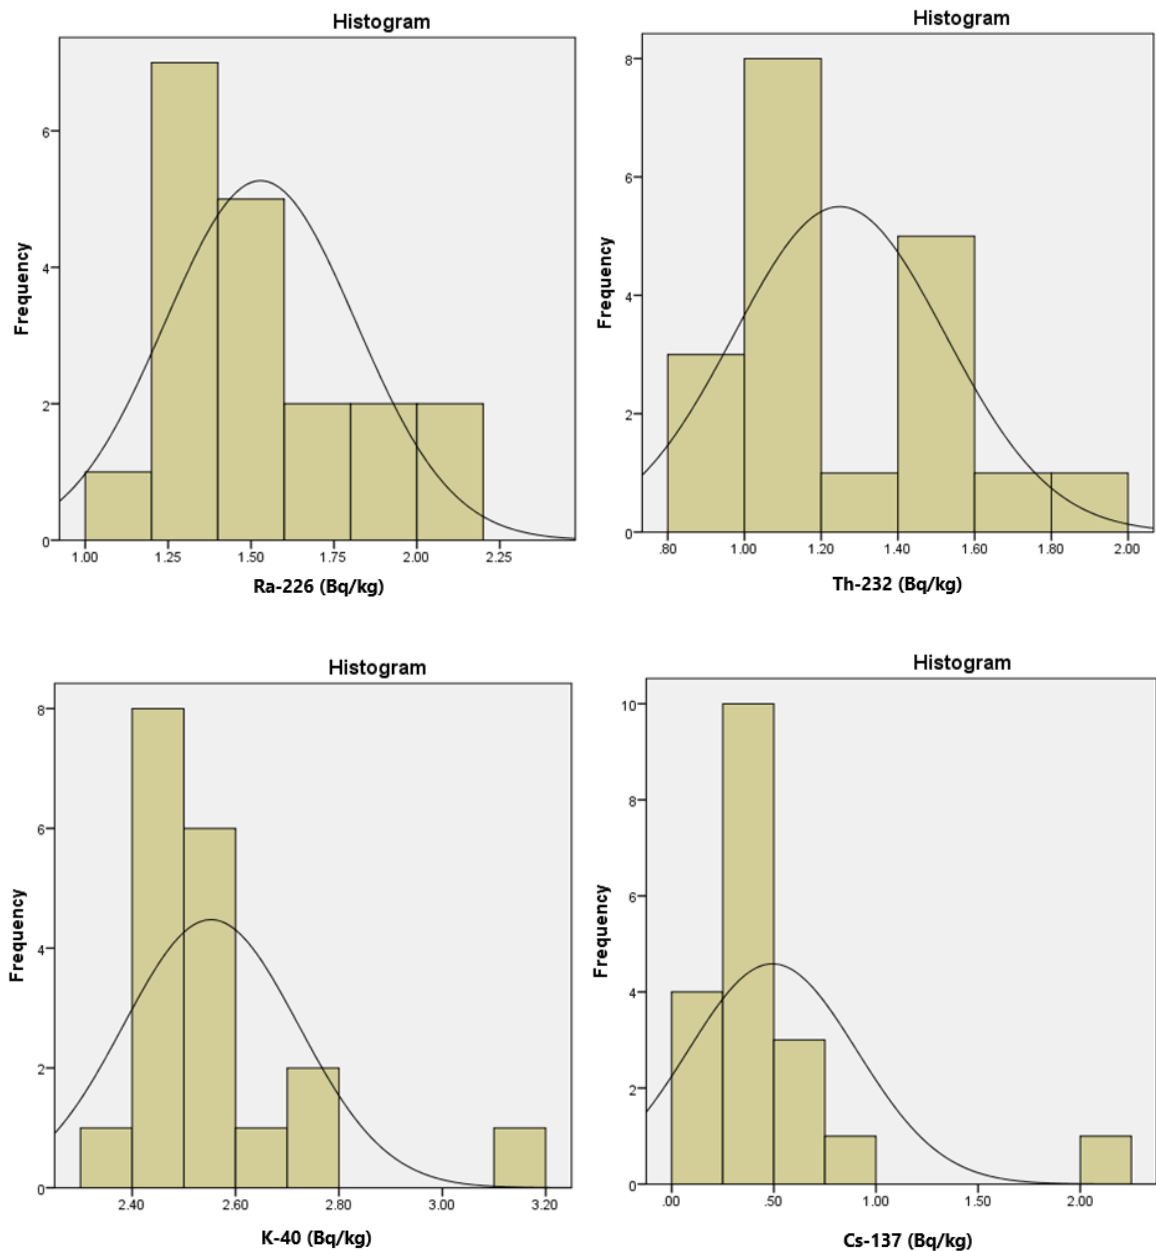 Histogram
Frequency
6
4
2
0
1.00 1.25 1.50 1.75 2.00 2.25
Ra-226 (Bq/kg)
Histogram
Frequency
8
6
4
2
0
.80 1.00 1.20 1.40 1.60 1.80 2.00
Th-232 (Bq/kg)
Histogram
Frequency
8
6
4
2
0
2.40 2.60 2.80 3.00 3.20
K-40 (Bq/kg)
Histogram
Frequency
10
8
6
4
2
0
.00 .50 1.00 1.50 2.00
Cs-137 (Bq/kg)